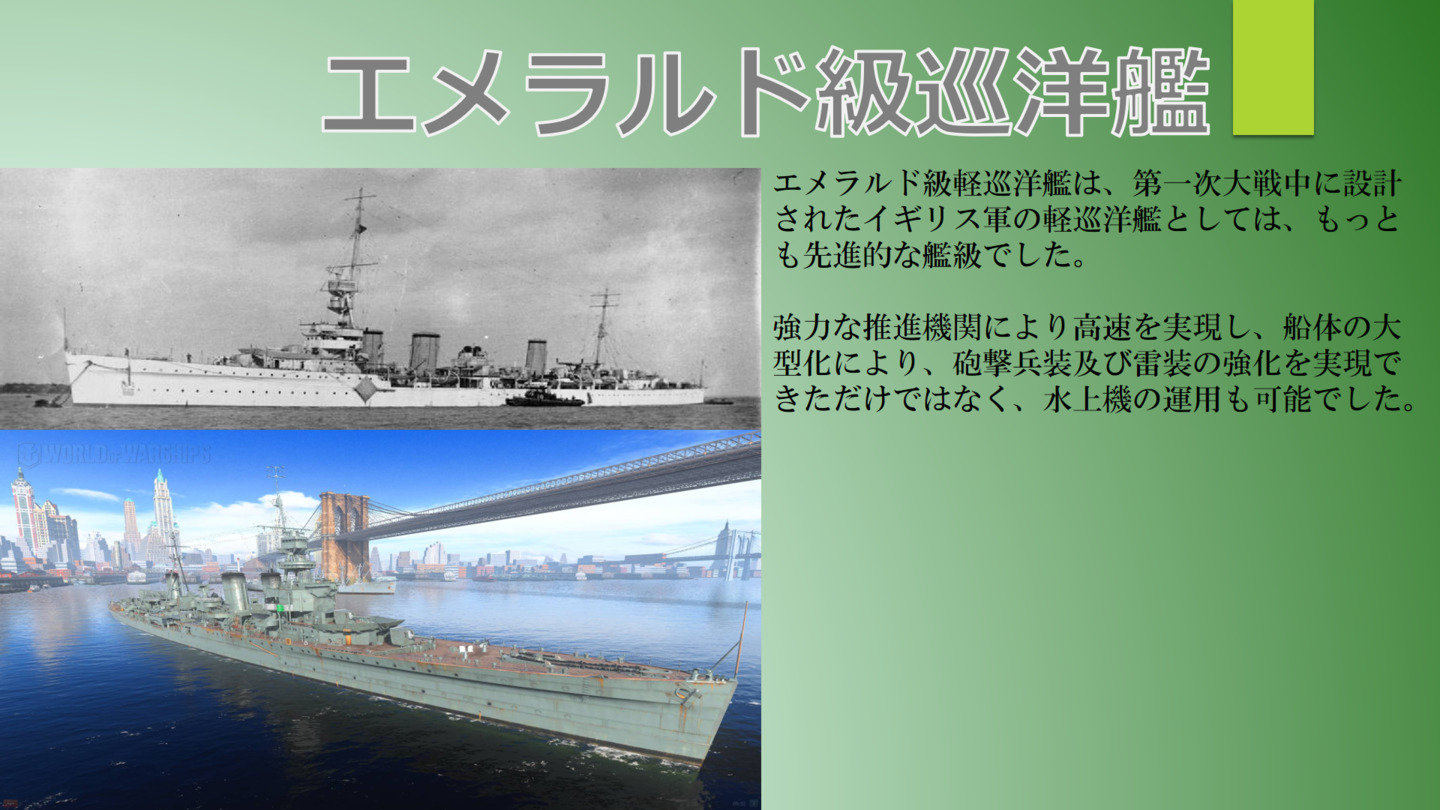 エメラルド級巡洋艦
エメラルド級軽巡洋艦は、第一次大戦中に設計
されたイギリス軍の軽巡洋艦としては、もっと
も先進的な艦級でした。
強力な推進機関により高速を実現し、船体の大
型化により、砲撃兵装及び雷装の強化を実現で
きただけではなく、水上機の運用も可能でした。
WORLD OF WARSHIPS